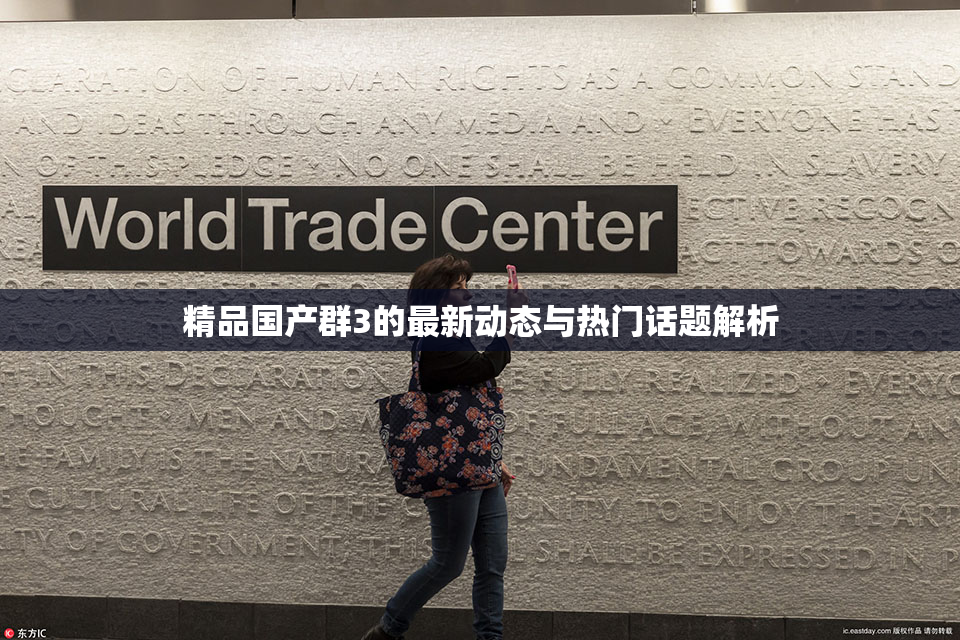 CLARATION OF HUMAN RIGHTS AS A COMMON STAND
AND IDEAS THROUGH ANY MEDIA AND EVERYONE HAS
OF THIS PLEDGE NO ONE SHALL BE HELD IN SLAVERY
World Trade Center
ECTIVE RECOGN
ACT TOWARDS O
精品国产群3的最新动态与热门话题解析
IN THIS DECLARATION FULLY REALIZED EVERYO
THOUGHT MEN AND OF FULL AGE WITHO
FAMILY IS THE NATURA FUNDAMENTAL GROUP
CULTURAL LIFE OF THE TO ENJOY THE ART
TY OF GOVERNMENT; THIS SHALL BE EXPRESSED IN P
东方IC
ic.eastday.com 版权作品 请勿转载